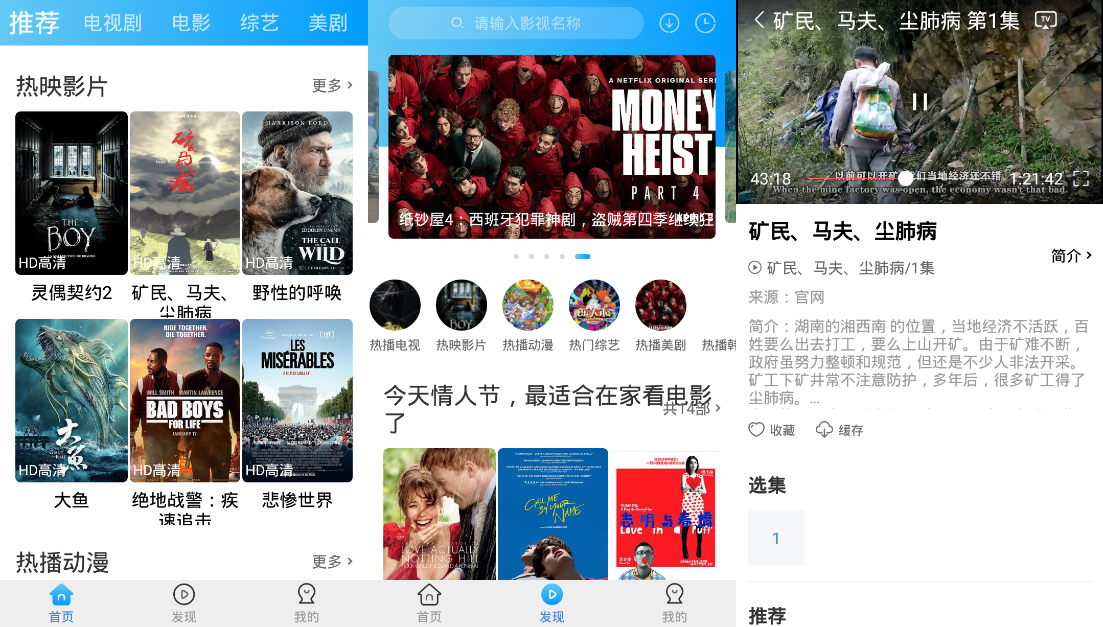 推荐 电视剧 电影 综艺 美剧
热映影片 更多
THE BOY
HD高清
矿马病
HD高清
HARRISON FORD
THE CALL
WILD
HD高清
灵偶契约2
矿民、马夫、
尘肺病
野性的呼唤
大鱼
HD高清
RIDE TOGETHER.
DIE TOGETHER.
WILL SMITH MARTIN LAWRENCE
BAD BOYS
FOR LIFE
JANUARY 17
HD高清
LES
MISÉRABLES
HD高清
大鱼
绝地战警：疾
速追击
悲惨世界
热播动漫 更多
首页 发现 我的
请输入影视名称
A NETFLIX ORIGINAL SERI
MONEY
HEIST
PART 4
纸钞屋4：西班牙犯罪神剧，盗贼第四季继续狂
热播电视 热映影片 热播动漫 热门综艺 热播美剧 热播韩
今天情人节，最适合在家看电影
了
共14部
LOVE ACTUALLY
NOTTING HILL
CALL ME
BY YOUR
NAME
志明与春娇
Love in a Puff
首页 发现 我的
矿民、马夫、尘肺病 第1集
TV
以前可以开矿 我们当地经济还不错
When the mine factory was open, the economy wasn't that bad.
43:18 1:21:42
矿民、马夫、尘肺病
简介
矿民、马夫、尘肺病/1集
来源：官网
简介：湖南的湘西南 的位置，当地经济不活跃，百
姓要么出去打工，要么上山开矿。由于矿难不断，
政府虽努力整顿和规范，但还是不少人非法开采。
矿工下矿井常不注意防护，多年后，很多矿工得了
尘肺病。...
收藏 缓存
选集
1
推荐